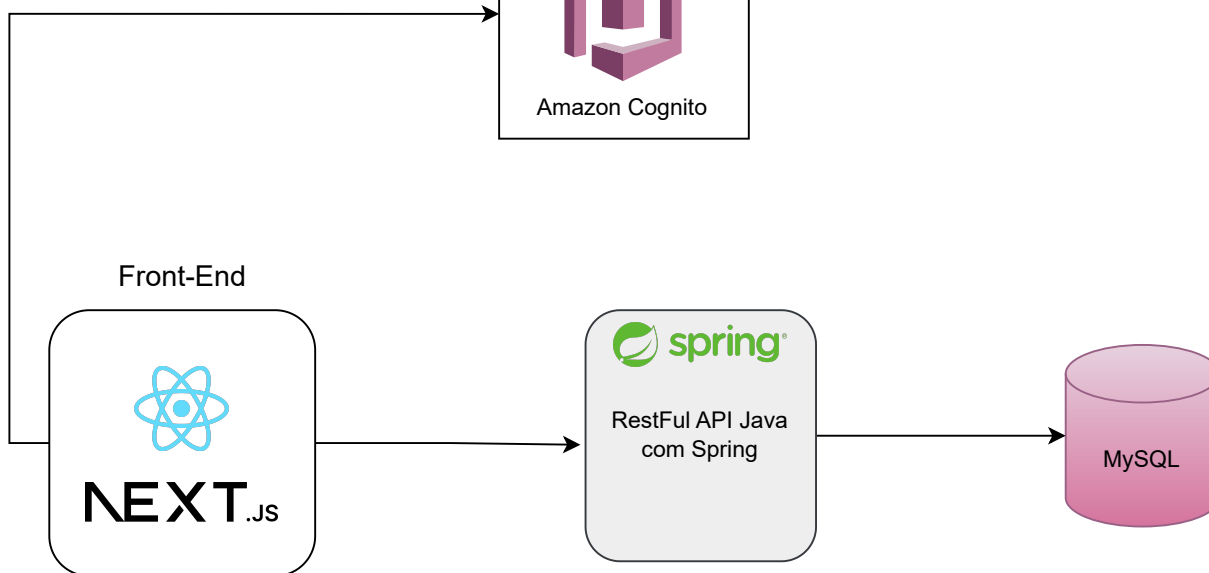 Amazon Cognito
Front-End
spring
RestFul API Java
com Spring
MySQL
NEXT.JS